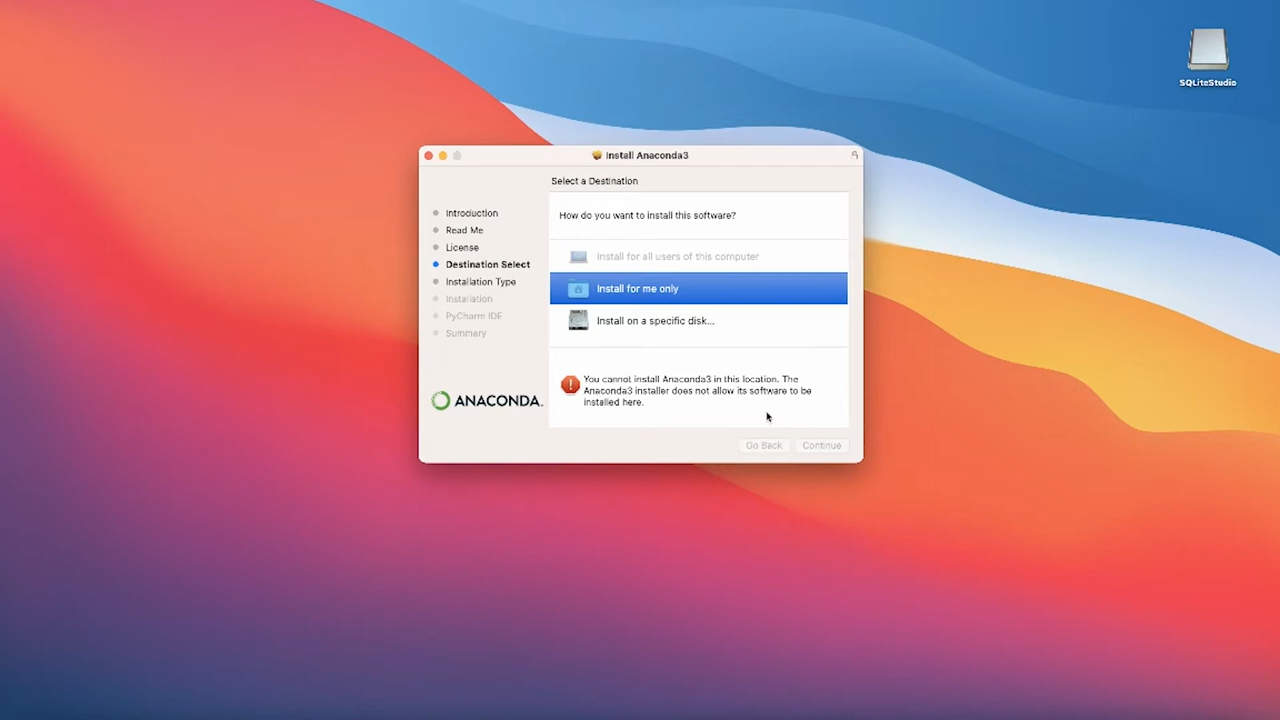 SQLiteStudio
Install Anaconda3
Select a Destination
Introduction
Read Me
License
Destination Select
Installation Type
Installation
PyCharm IDE
Summary
ANACONDA.
How do you want to install this software?
Install for all users of this computer
Install for me only
Install on a specific disk...
You cannot install Anaconda3 in this location. The
Anaconda3 installer does not allow its software to be
installed here.
Go Back
Continue